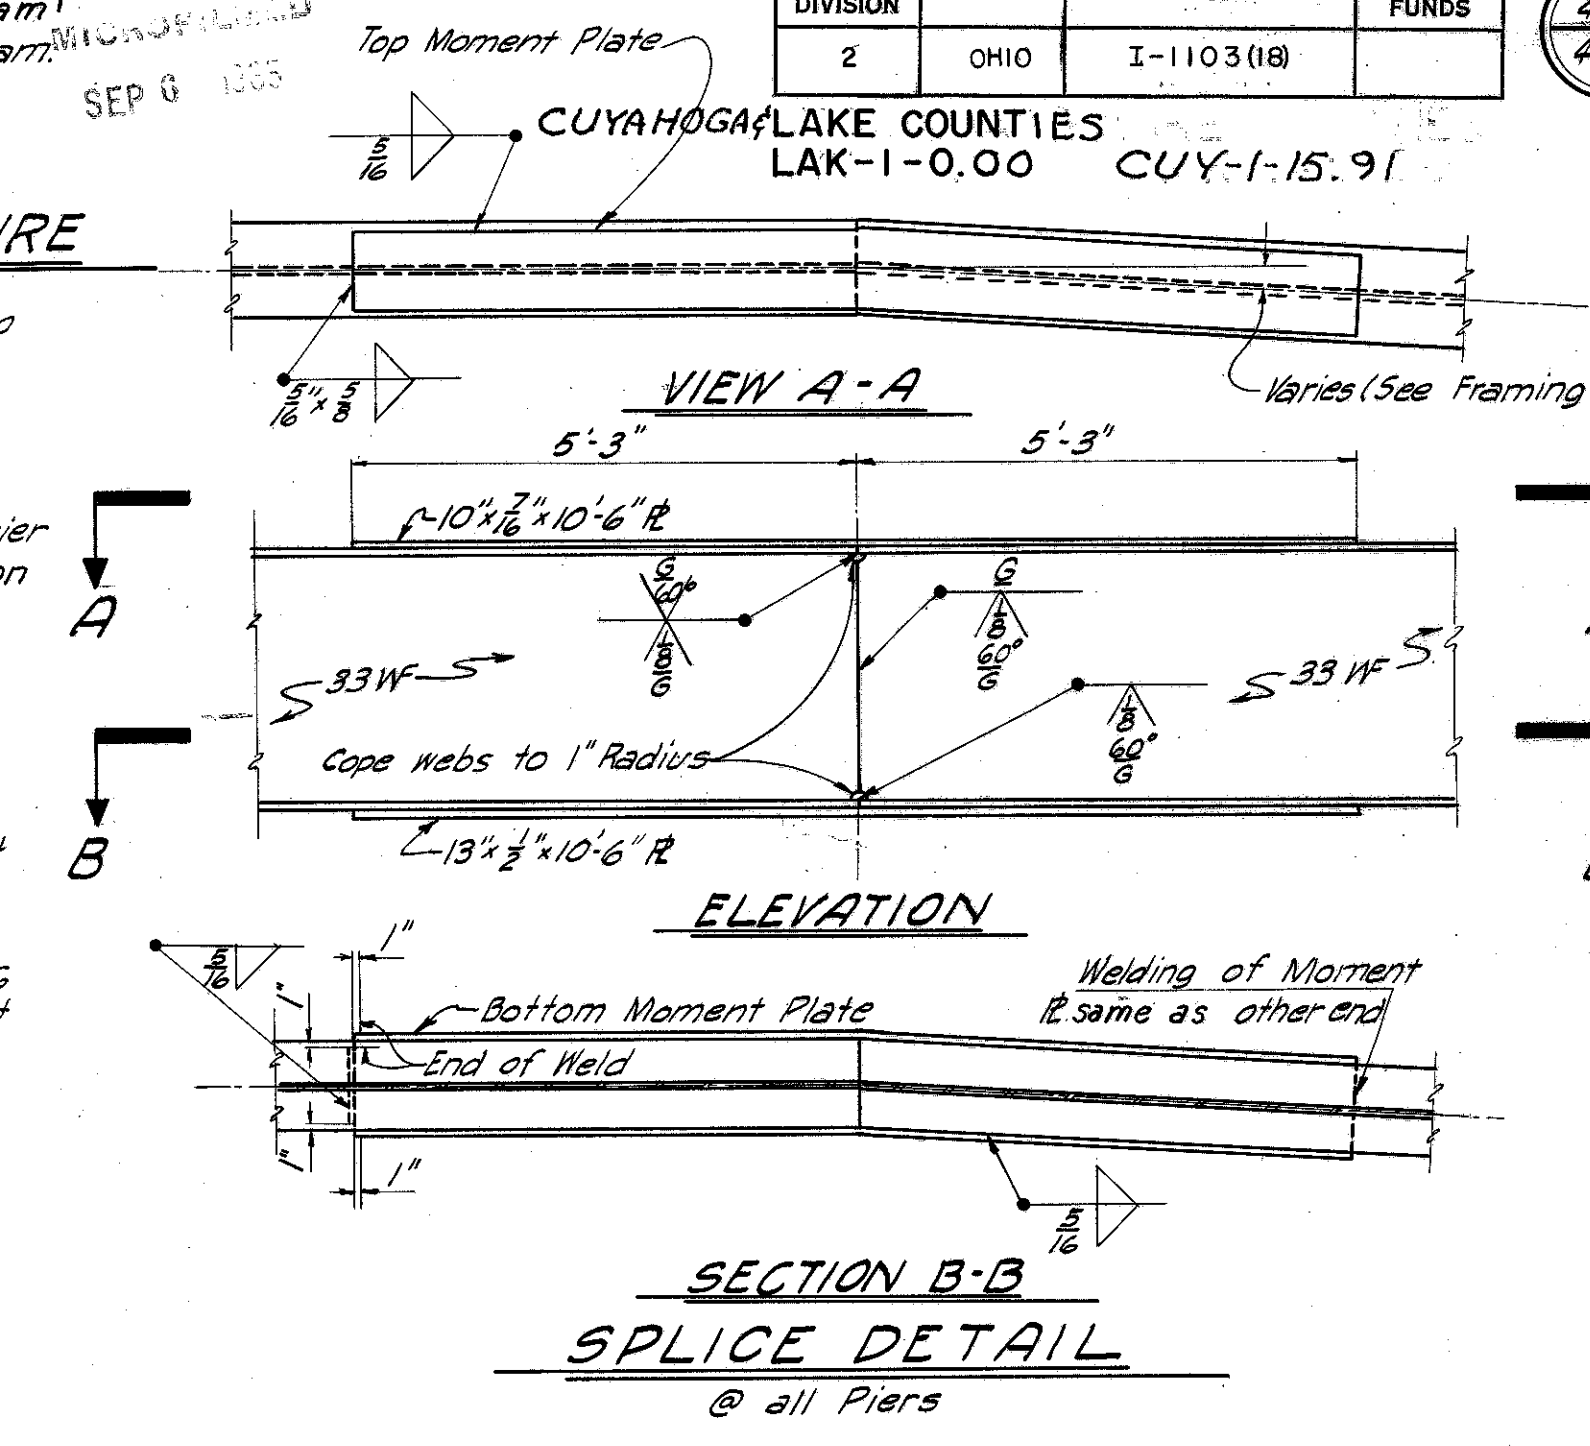 DIVISION
FUNDS
2 OHIO I-1103(18)
MICROFILMED
SEP 6 1965
Top Moment Plate
CUYAHOGA & LAKE COUNTIES
LAK-1-0.00 CUY-1-15.91
5/16
5/16" x 5/8
VIEW A-A
Varies (See Framing
5'-3" 5'-3"
10" x 7/16" x 10'-6" ⅊
A
G
60°
1/8
G
G
1/8
60°
G
33 WF
33 WF
1/8
60°
G
Cope webs to 1" Radius
B
13" x 1/2" x 10'-6" ⅊
ELEVATION
5/16
1"
1"
Bottom Moment Plate
End of Weld
Welding of Moment
⅊ same as other end
1"
1"
5/16
SECTION B-B
SPLICE DETAIL
@ all Piers